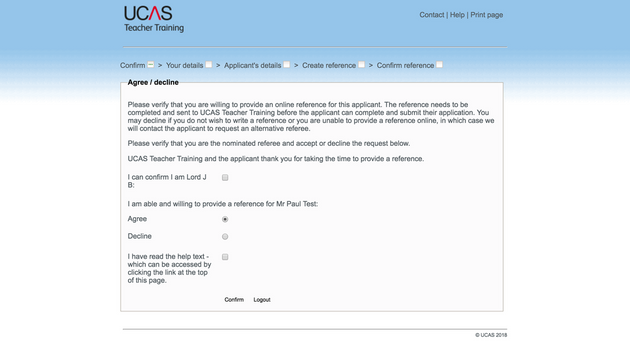 UCAS
Teacher Training
Contact | Help | Print page
Confirm > Your details > Applicant's details > Create reference > Confirm reference
Agree / decline
Please verify that you are willing to provide an online reference for this applicant. The reference needs to be
completed and sent to UCAS Teacher Training before the applicant can complete and submit their application. You
may decline if you do not wish to write a reference or you are unable to provide a reference online, in which case we
will contact the applicant to request an alternative referee.
Please verify that you are the nominated referee and accept or decline the request below.
UCAS Teacher Training and the applicant thank you for taking the time to provide a reference.
I can confirm I am Lord J
B:
I am able and willing to provide a reference for Mr Paul Test:
Agree
Decline
I have read the help text -
which can be accessed by
clicking the link at the top
of this page.
Confirm Logout
© UCAS 2018